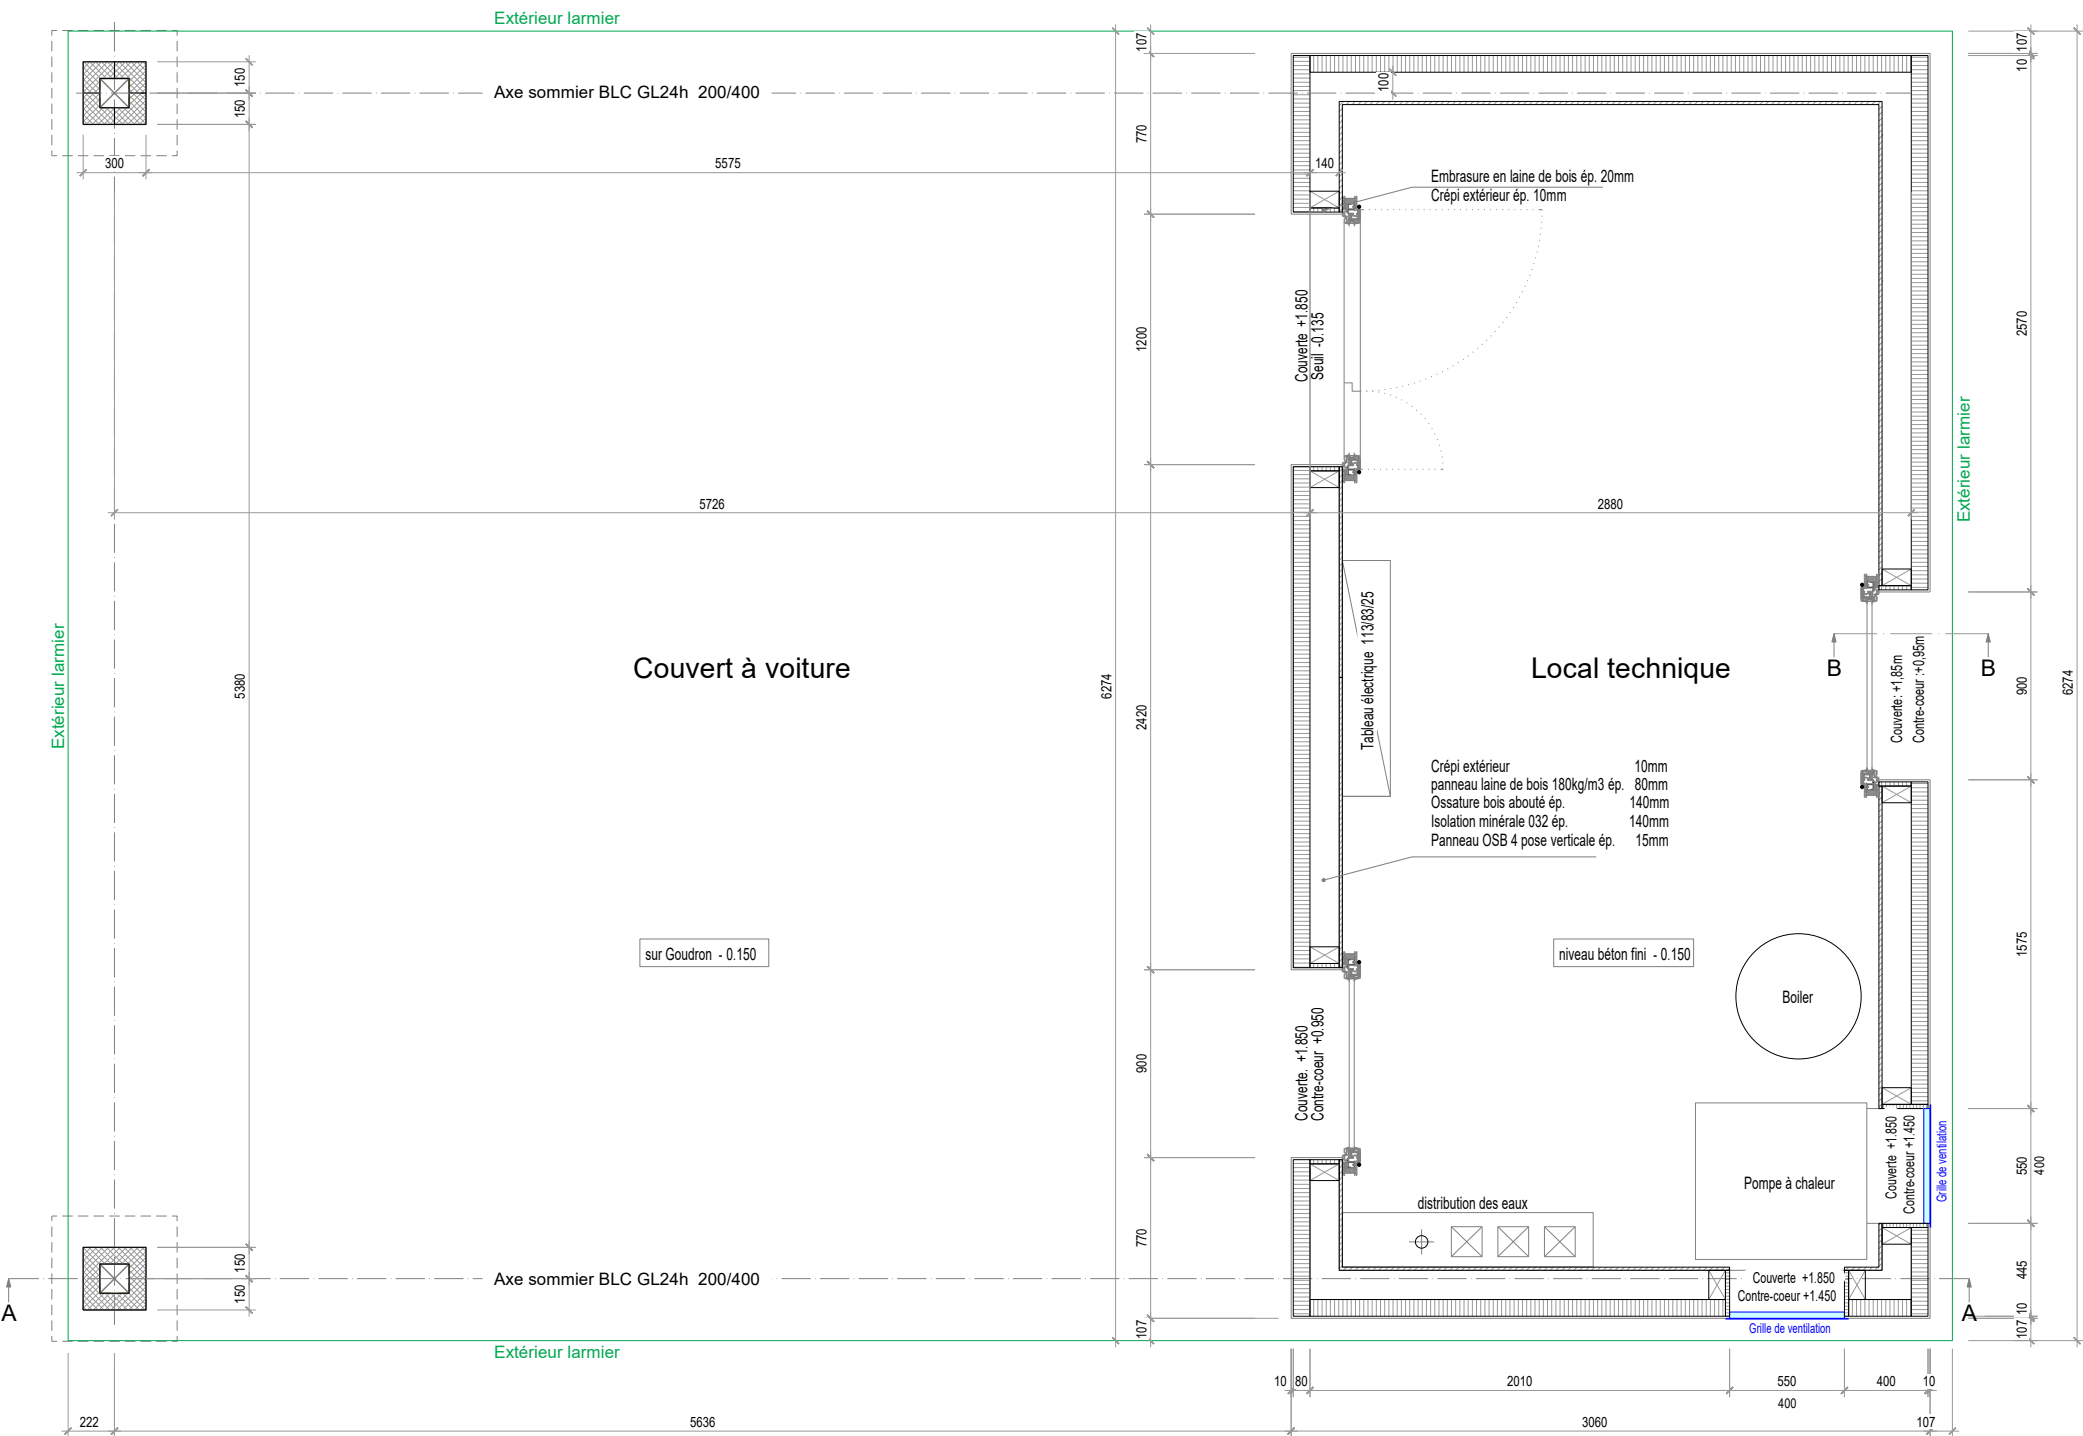 Extérieur larmier
107
107
10
150
150
Axe sommier BLC GL24h  200/400
100
770
300
5575
140
Embrasure en laine de bois ép. 20mm
Crépi extérieur ép. 10mm
Couverte +1.850
Seuil -0.135
1200
2570
Extérieur larmier
5726
2880
Tableau électrique  113/83/25
Extérieur larmier
5380
Couvert à voiture
6274
2420
Local technique
B
B
Couverte: +1,85m
Contre-coeur :+0,95m
900
6274
Crépi extérieur 10mm
panneau laine de bois 180kg/m3 ép. 80mm
Ossature bois abouté ép. 140mm
Isolation minérale 032 ép. 140mm
Panneau OSB 4 pose verticale ép. 15mm
sur Goudron  - 0.150
niveau béton fini  - 0.150
1575
Boiler
900
Couverte. +1.850
Contre-coeur +0.950
Couverte +1.850
Contre-coeur +1.450
Grille de ventilation
550
400
Pompe à chaleur
distribution des eaux
770
150
150
Axe sommier BLC GL24h  200/400
Couverte +1.850
Contre-coeur +1.450
445
A
A
10
107
107
Grille de ventilation
Extérieur larmier
10
80
2010
550
400
10
400
222
5636
3060
107